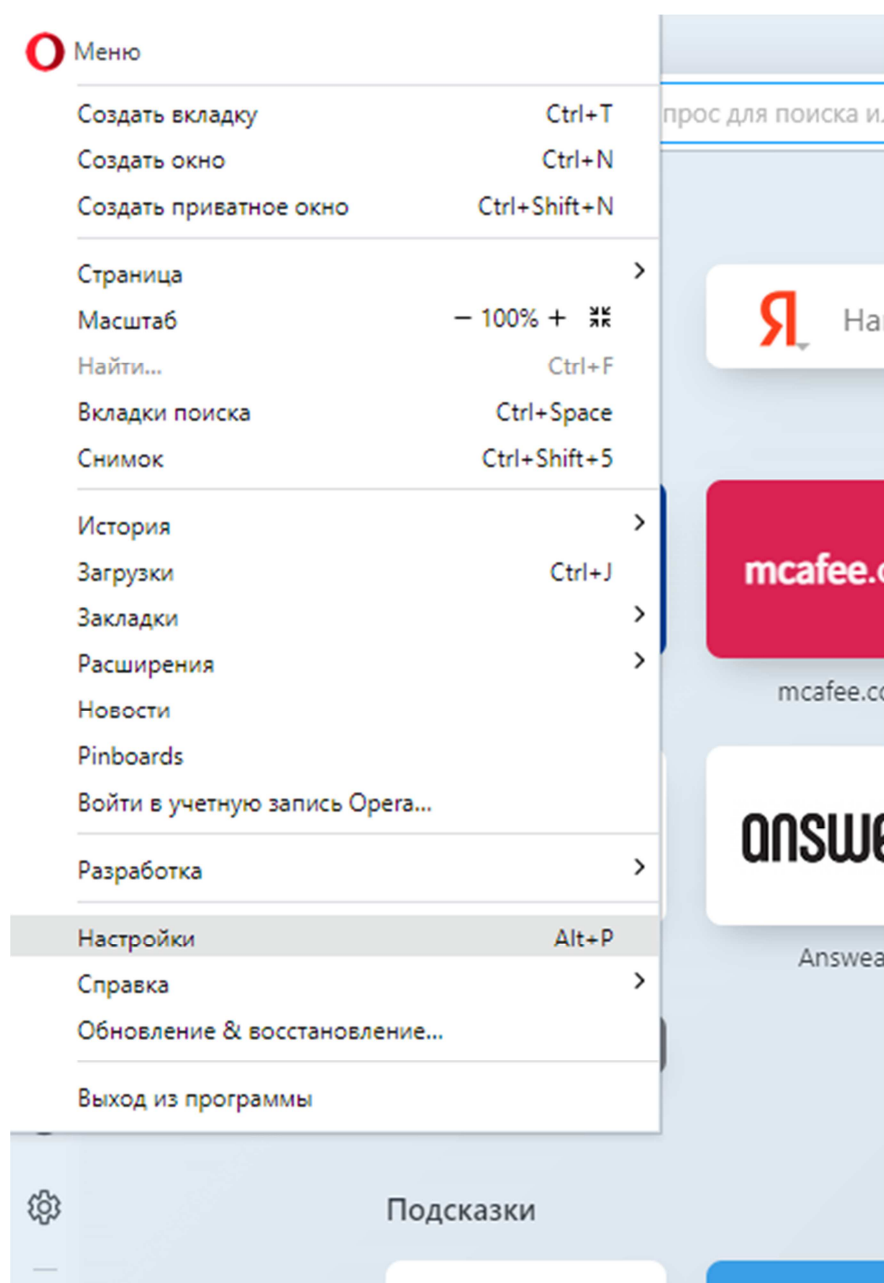 Меню
Создать вкладку Ctrl+T
прос для поиска и
Создать окно Ctrl+N
Создать приватное окно Ctrl+Shift+N
Страница
Масштаб − 100% +
Я На
Найти... Ctrl+F
Вкладки поиска Ctrl+Space
Снимок Ctrl+Shift+5
История
Загрузки Ctrl+J
mcafee.c
Закладки
Расширения
mcafee.co
Новости
Pinboards
Войти в учетную запись Opera...
answe
Разработка
Настройки Alt+P
Answea
Справка
Обновление & восстановление...
Выход из программы
Подсказки